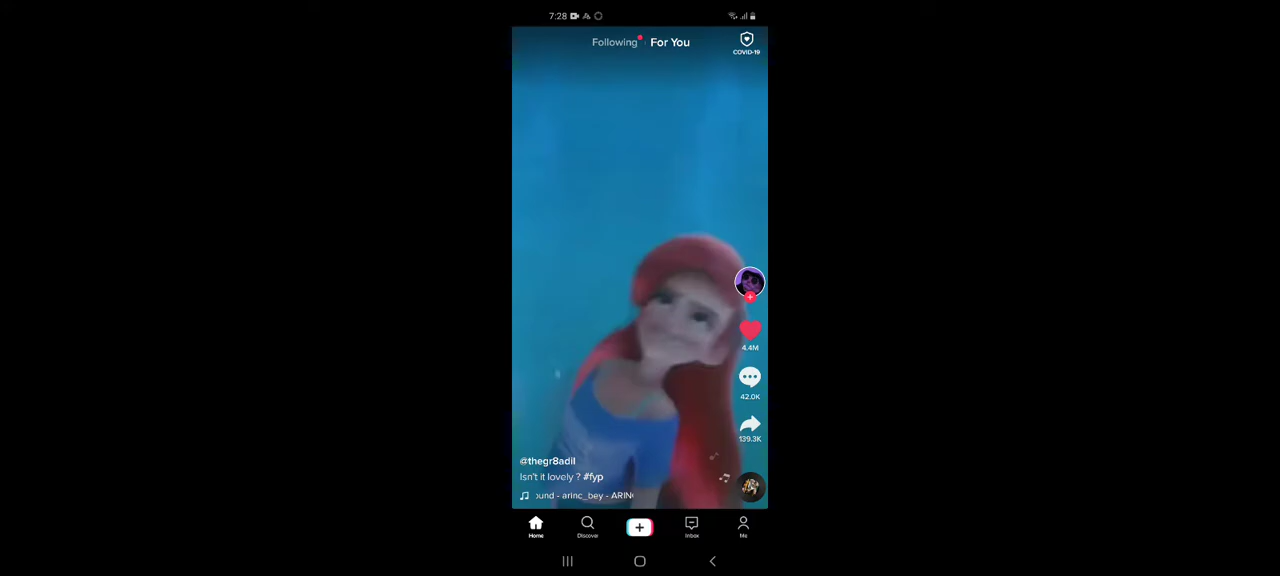 7:28
Following
For You
COVID-19
4.4M
42.0K
139.3K
@thegr8adil
Isn't it lovely ? #fyp
ound - arinc_bey - ARIN
Home
Discover
Inbox
Me